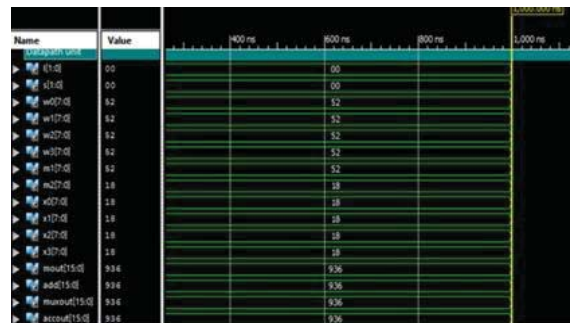 1,000.000 ns
Name Value 400 ns 600 ns 800 ns 1,000 ns
Datapath unit
t[1:0] 00 00
s[1:0] 00 00
w0[7:0] 52 52
w1[7:0] 52 52
w2[7:0] 52 52
w3[7:0] 52 52
m1[7:0] 52 52
m2[7:0] 18 18
x0[7:0] 18 18
x1[7:0] 18 18
x2[7:0] 18 18
x3[7:0] 18 18
mout[15:0] 936 936
add[15:0] 936 936
muxout[15:0] 936 936
accout[15:0] 936 936